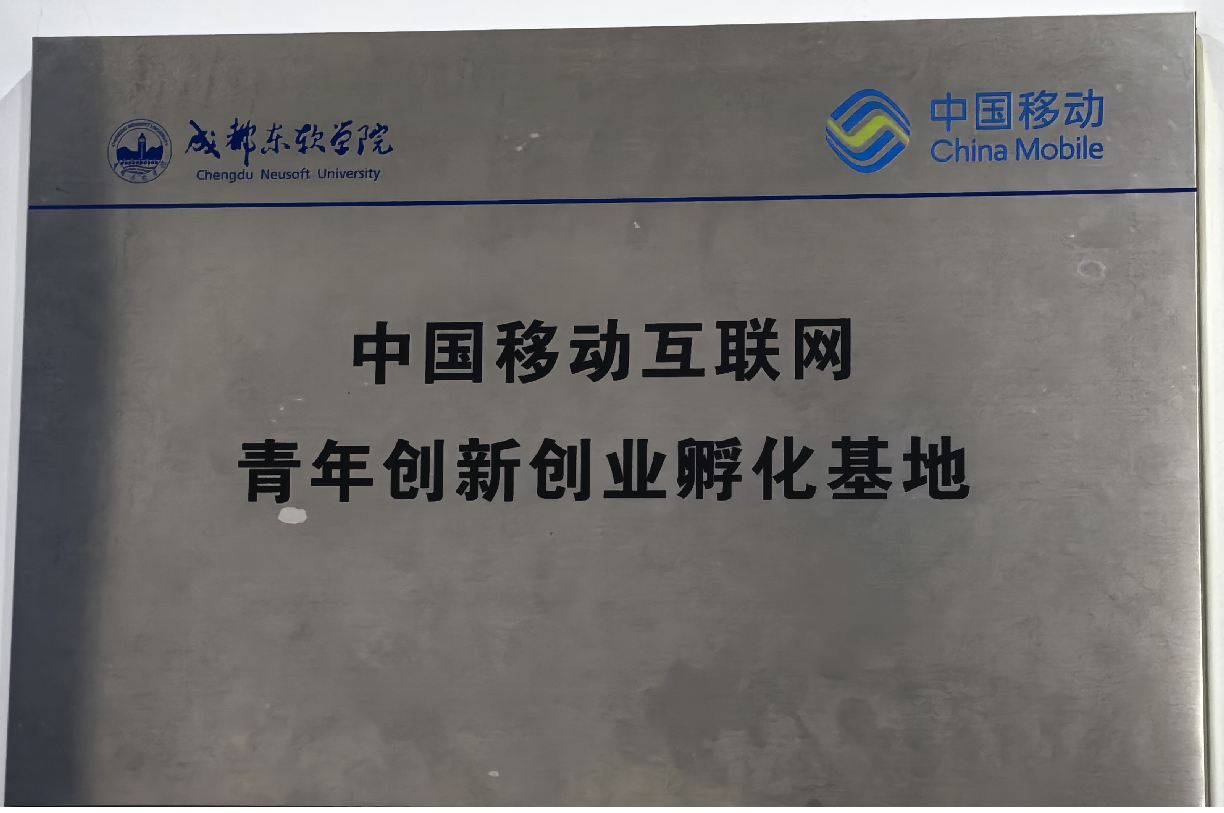 成都东软学院
Chengdu Neusoft University
中国移动
China Mobile
中国移动互联网
青年创新创业孵化基地